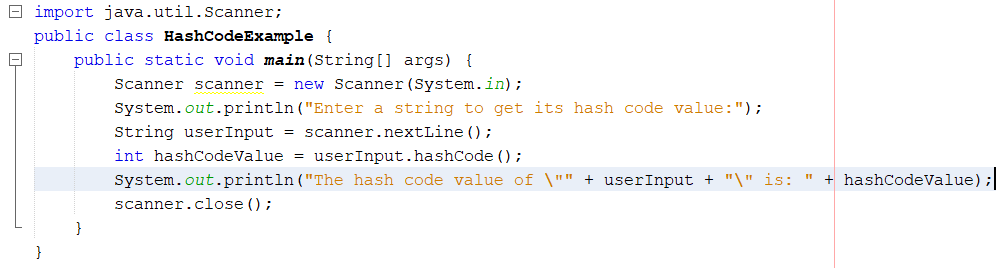 import java.util.Scanner;
public class HashCodeExample {
    public static void main(String[] args) {
        Scanner scanner = new Scanner(System.in);
        System.out.println("Enter a string to get its hash code value:");
        String userInput = scanner.nextLine();
        int hashCodeValue = userInput.hashCode();
        System.out.println("The hash code value of \"" + userInput + "\" is: " + hashCodeValue);
        scanner.close();
    }
}